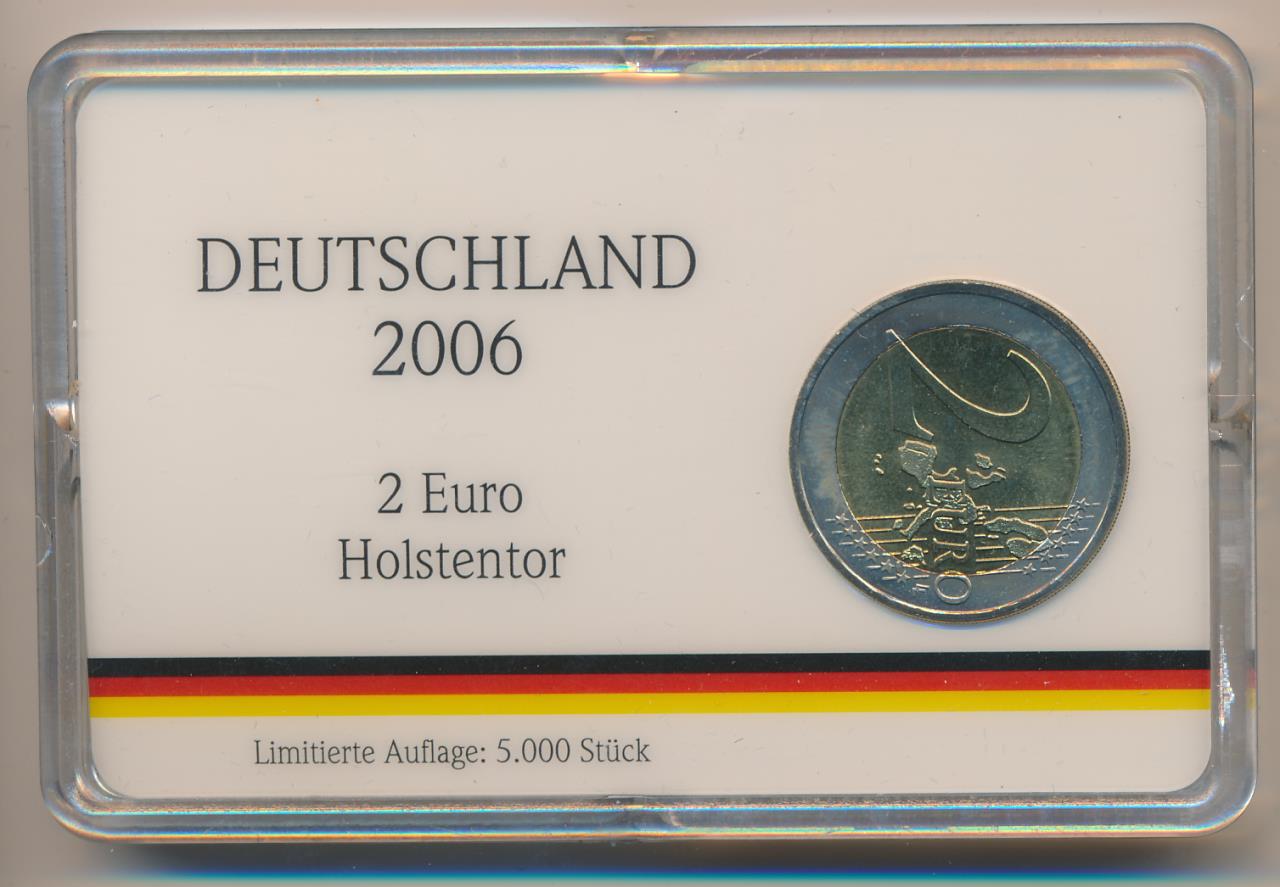 DEUTSCHLAND
2006
2 Euro
Holstentor
2
EURO
Limitierte Auflage: 5.000 Stück